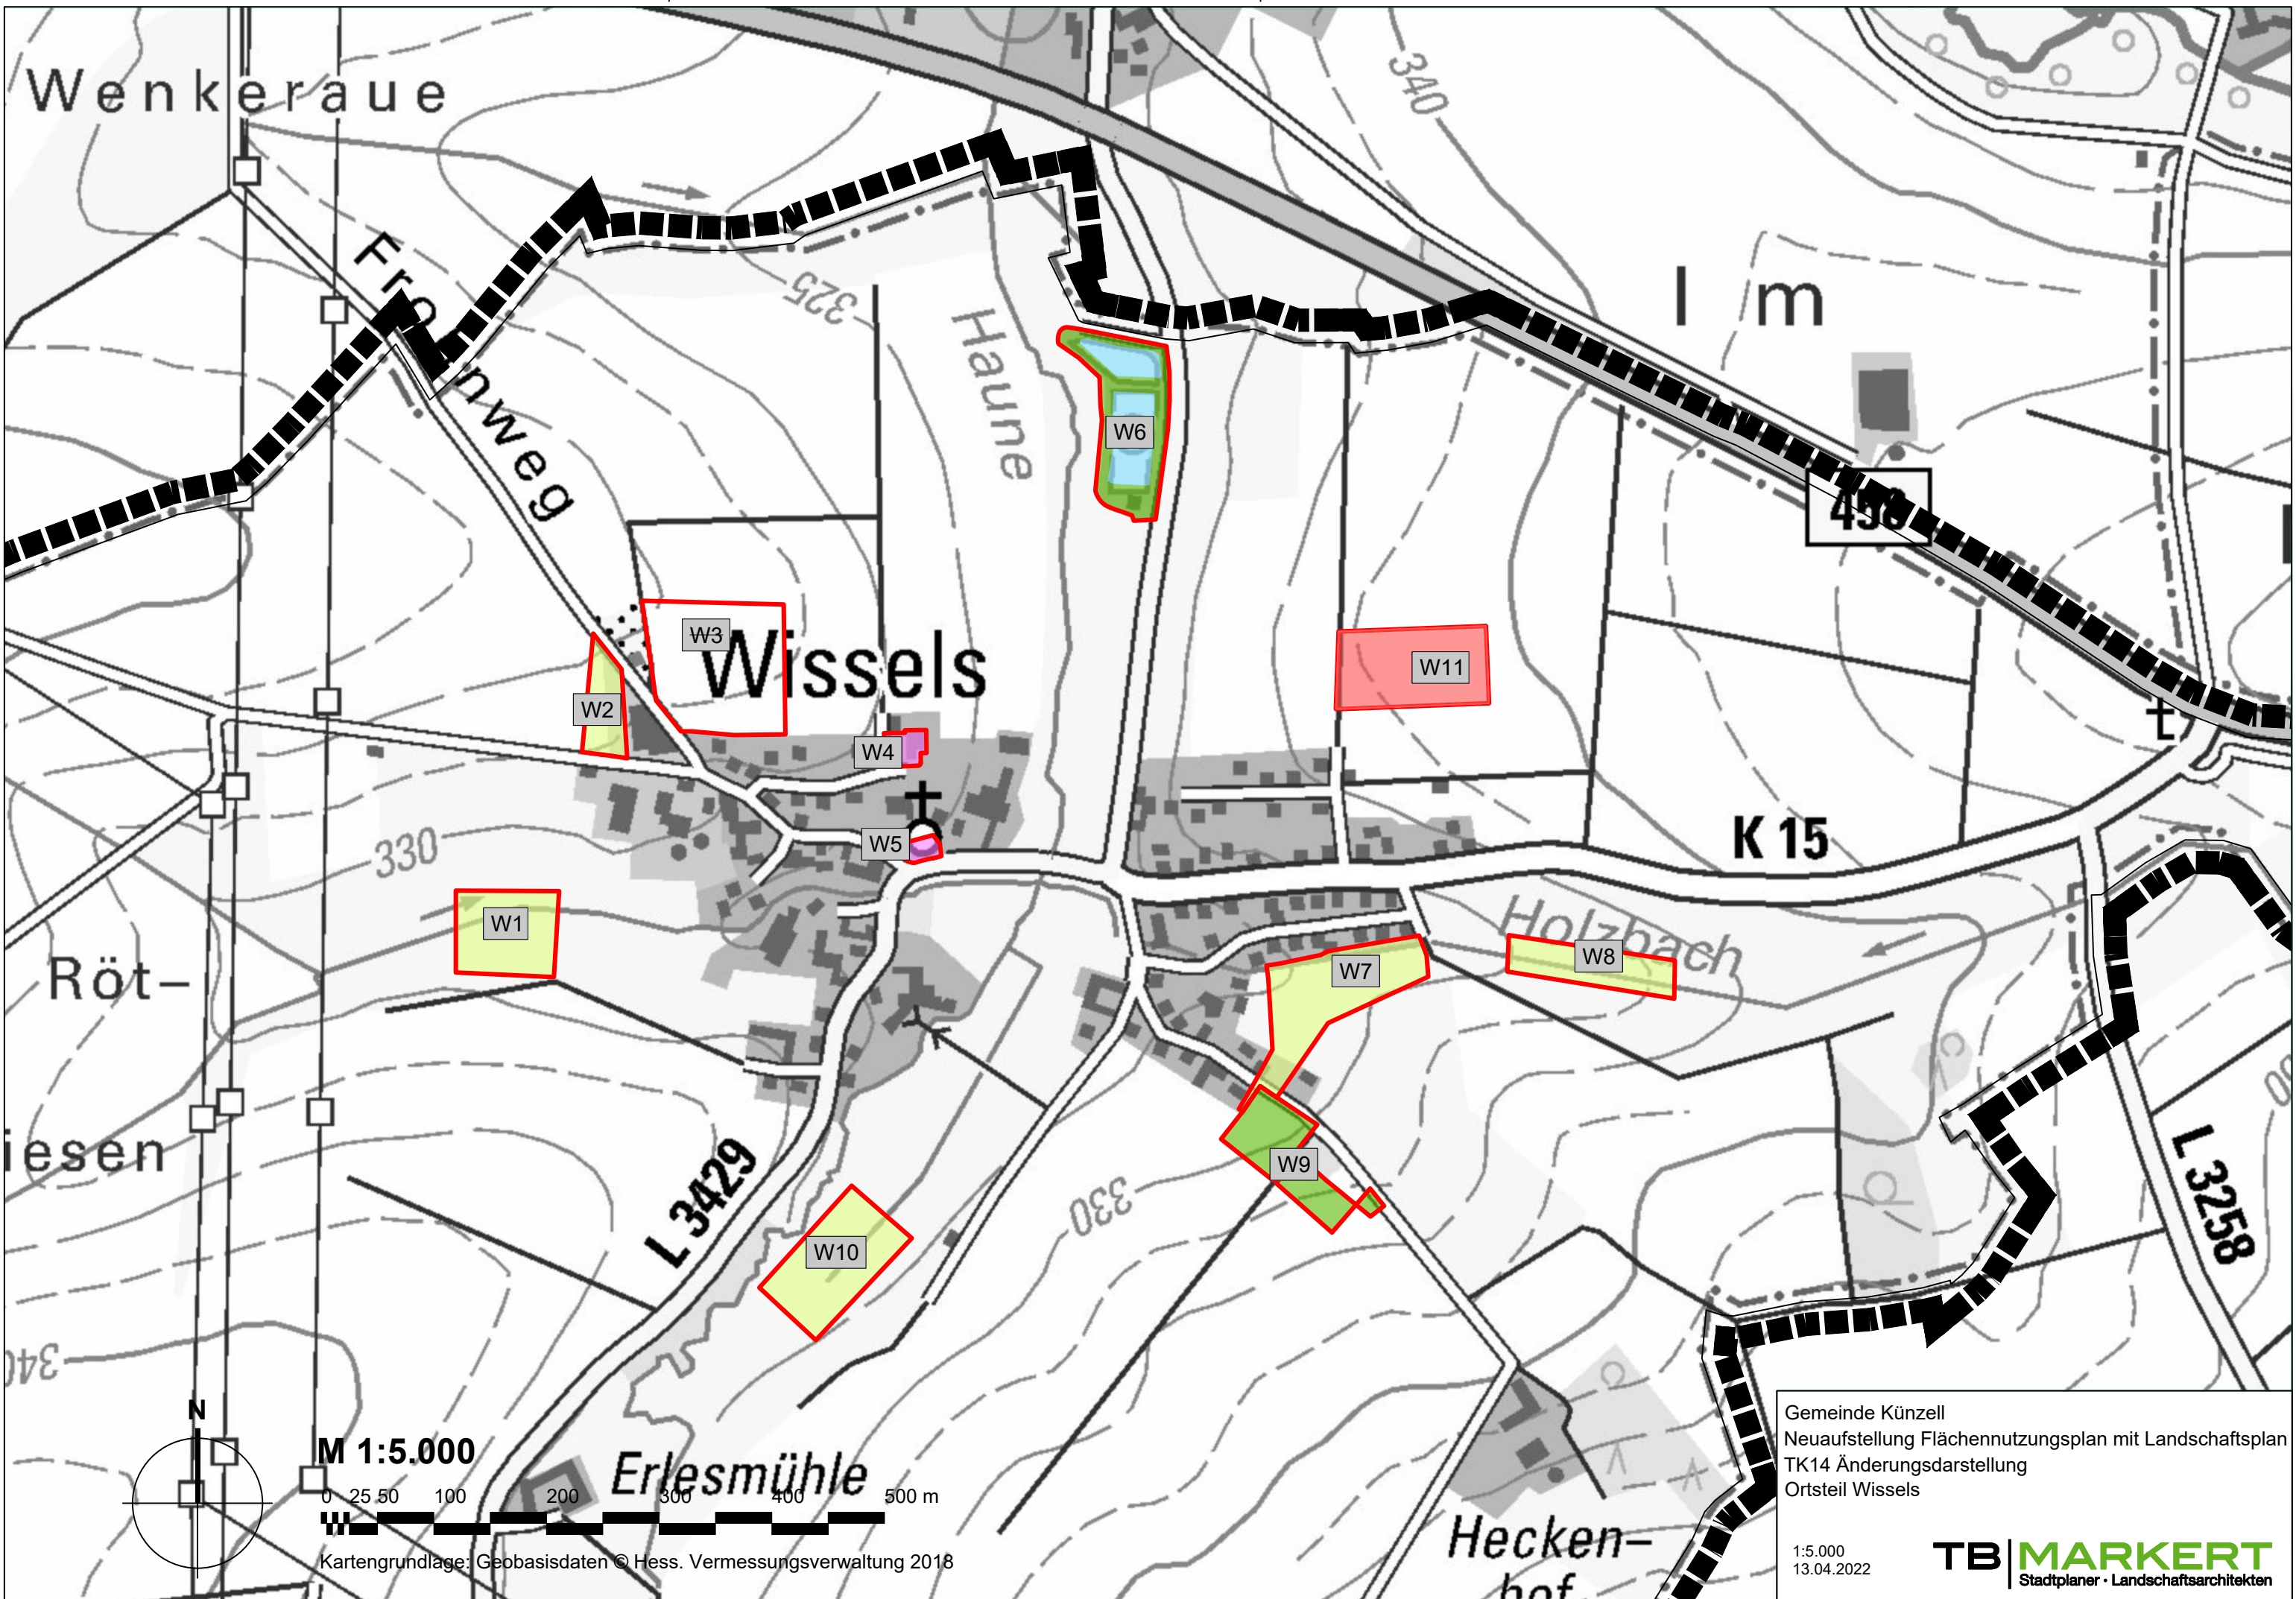 Wenkeraue
340
Frohnweg
325
Haune
I m
W6
458
W3
Wissels
W2
W11
W4
W5
K 15
330
W1
Röt-
Holzbach
W7
W8
iesen
L 3429
W9
330
W10
L 3258
340
N
M 1:5.000
0 25 50 100 200 300 400 500 m
Erlesmühle
Kartengrundlage: Geobasisdaten © Hess. Vermessungsverwaltung 2018
Hecken-
hof
Gemeinde Künzell
Neuaufstellung Flächennutzungsplan mit Landschaftsplan
TK14 Änderungsdarstellung
Ortsteil Wissels
1:5.000
13.04.2022
TB|MARKERT
Stadtplaner · Landschaftsarchitekten